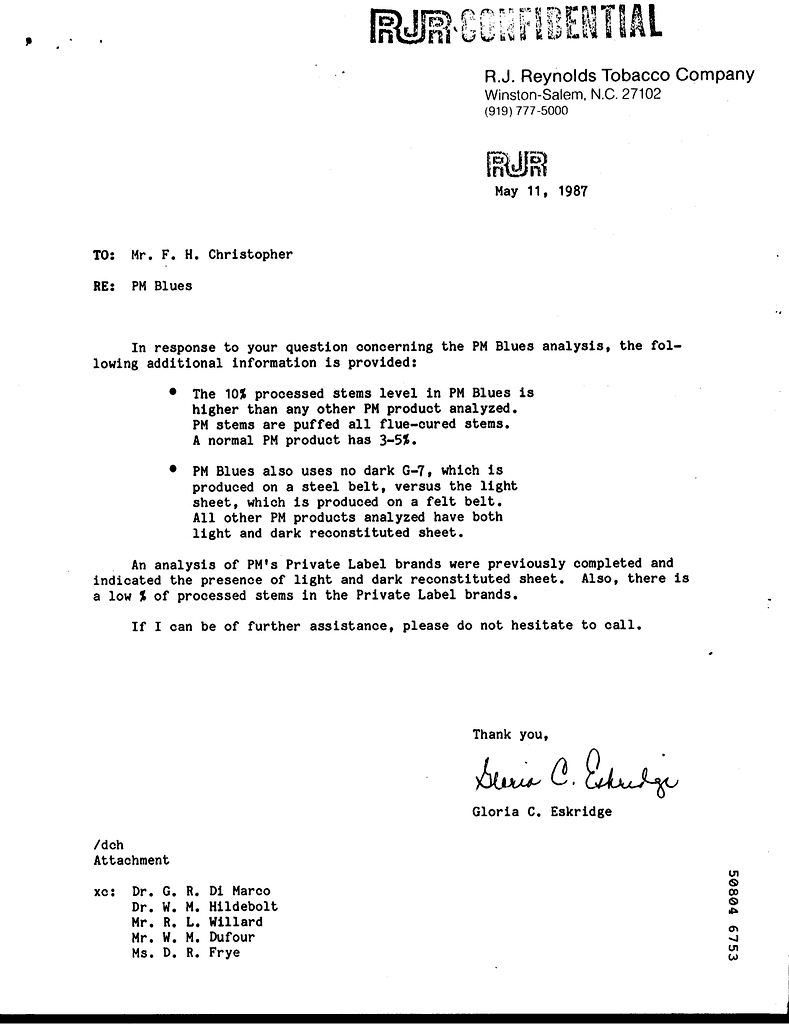 RJR CONFIDENTIAL
R.J. Reynolds Tobacco Company
Winston-Salem, N.C. 27102
(919) 777-5000
RJR
May 11, 1987
TO: Mr. F. H. Christopher
RE: PM Blues
In response to your question concerning the PM Blues analysis, the fol-
lowing additional information is provided:
● The 10% processed stems level in PM Blues is
higher than any other PM product analyzed.
PM stems are puffed all flue-cured stems.
A normal PM product has 3-5%.
● PM Blues also uses no dark G-7, which is
produced on a steel belt, versus the light
sheet, which is produced on a felt belt.
All other PM products analyzed have both
light and dark reconstituted sheet.
An analysis of PM's Private Label brands were previously completed and
indicated the presence of light and dark reconstituted sheet. Also, there is
a low % of processed stems in the Private Label brands.
If I can be of further assistance, please do not hesitate to call.
Thank you,
Gloria C. Eskridge
Gloria C. Eskridge
/dch
Attachment
xc: Dr. G. R. Di Marco
Dr. W. M. Hildebolt
Mr. R. L. Willard
Mr. W. M. Dufour
Ms. D. R. Frye
50804 6753